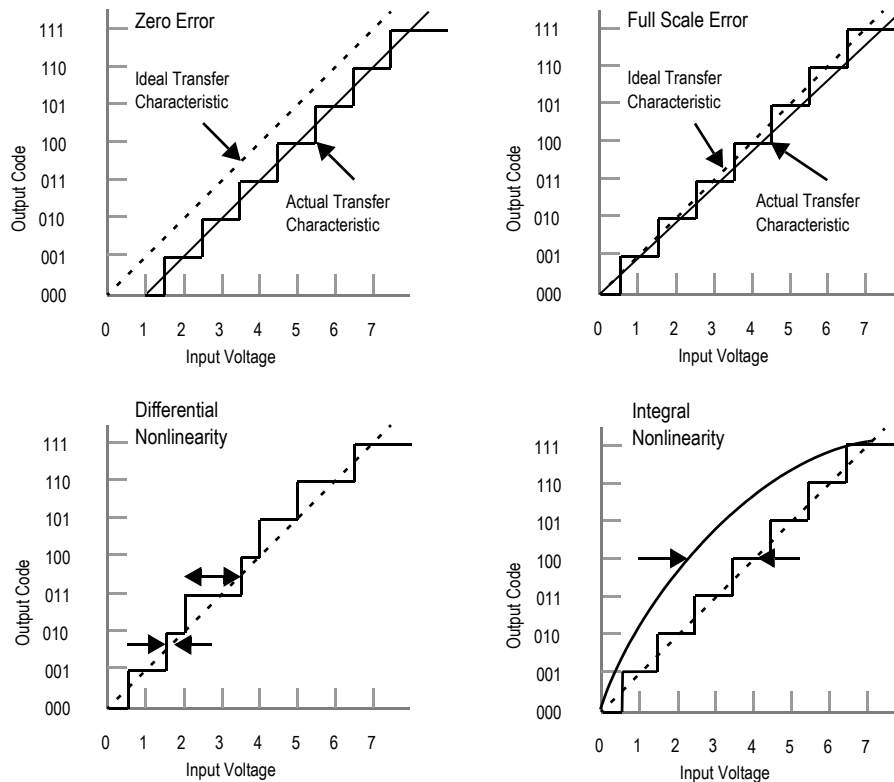 Zero Error
111
110
101
100
011
010
001
000
Output Code
Ideal Transfer
Characteristic
Actual Transfer
Characteristic
0 1 2 3 4 5 6 7
Input Voltage
Full Scale Error
111
110
101
100
011
010
001
000
Output Code
Ideal Transfer
Characteristic
Actual Transfer
Characteristic
0 1 2 3 4 5 6 7
Input Voltage
Differential
Nonlinearity
111
110
101
100
011
010
001
000
Output Code
0 1 2 3 4 5 6 7
Input Voltage
Integral
Nonlinearity
111
110
101
100
011
010
001
000
Output Code
0 1 2 3 4 5 6 7
Input Voltage